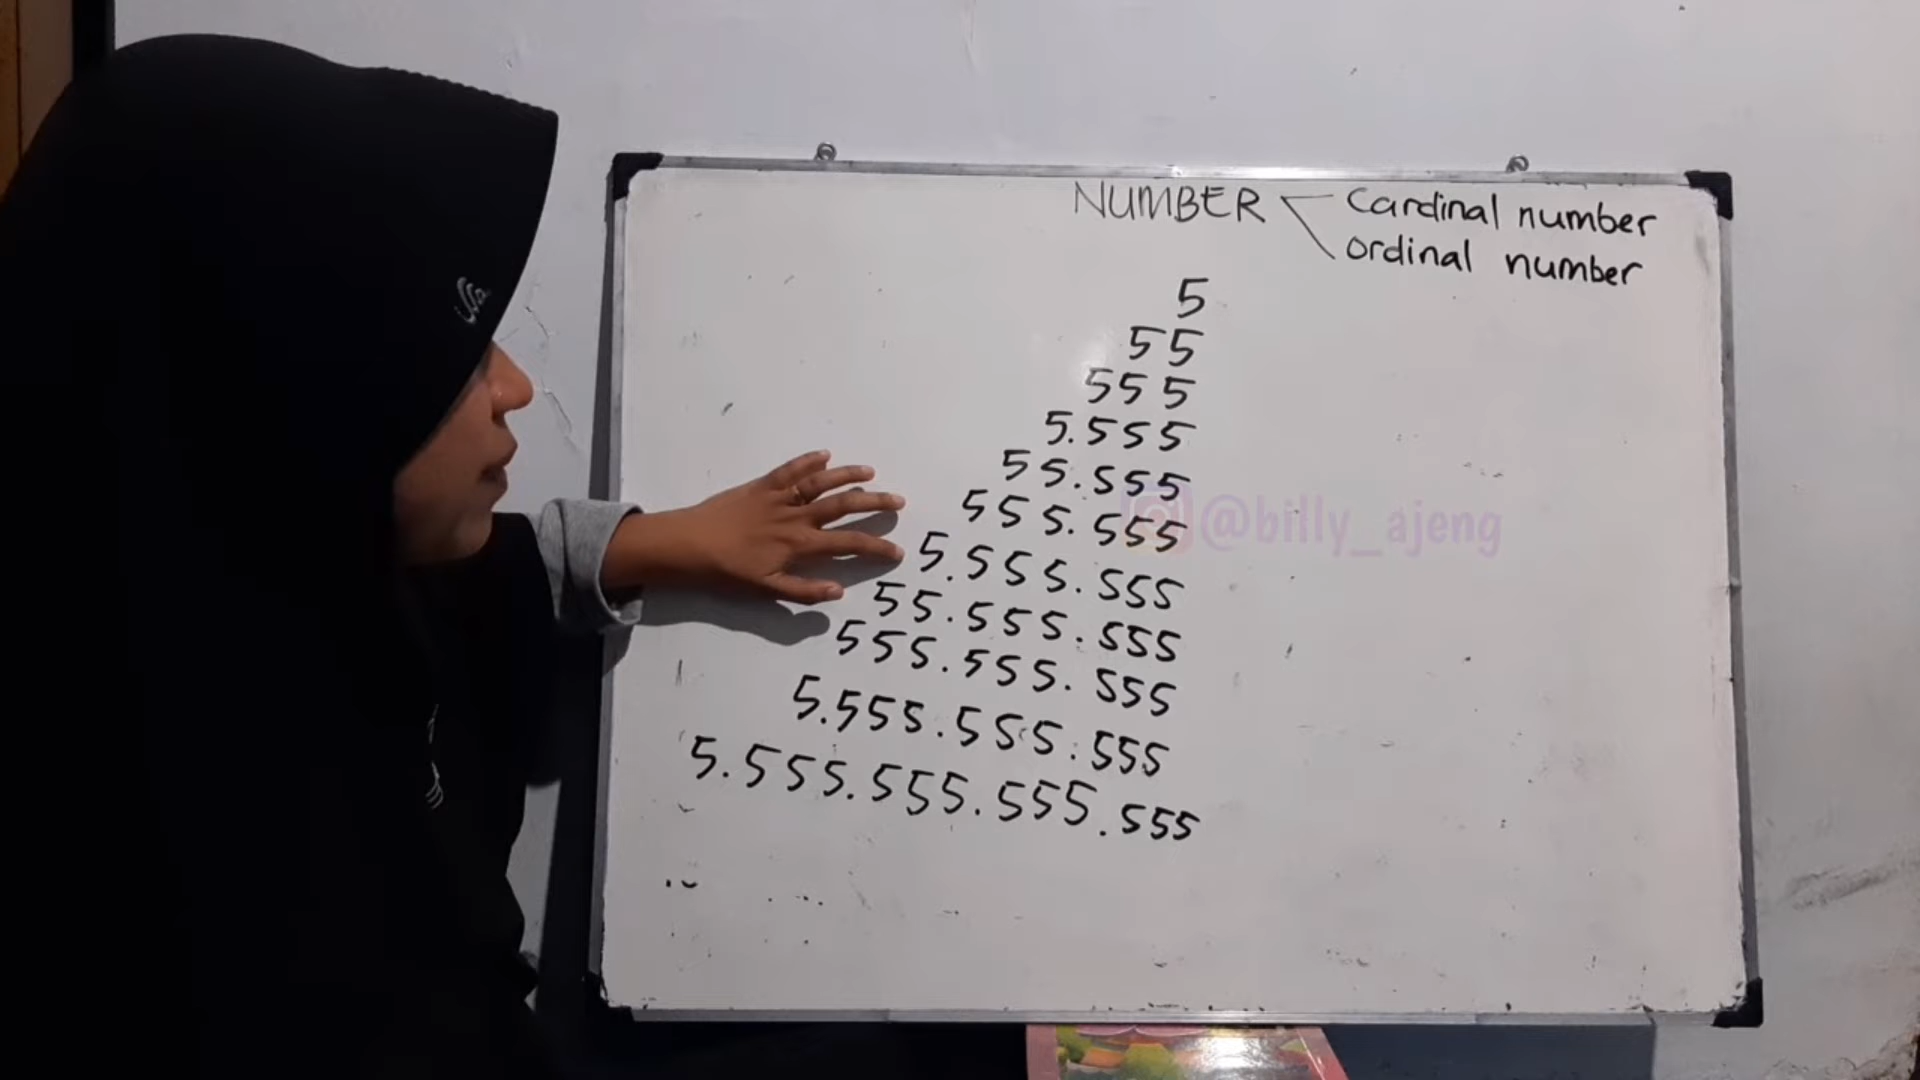 NUMBER
Cardinal number
ordinal number
5
55
555
5.555
55.555
555.555
5.555.555
55.555.555
555.555.555
5.555.555.555
5.555.555.555.555
@billy_ajeng